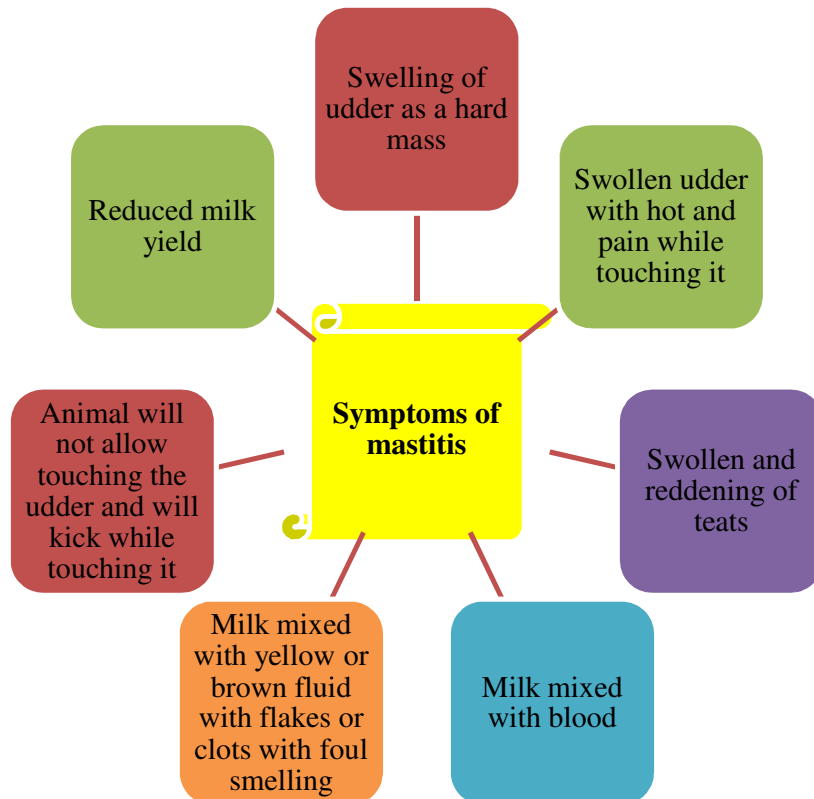 Swelling of
udder as a hard
mass
Swollen udder
with hot and
pain while
touching it
Swollen and
reddening of
teats
Milk mixed
with blood
Milk mixed
with yellow or
brown fluid
with flakes or
clots with foul
smelling
Animal will
not allow
touching the
udder and will
kick while
touching it
Reduced milk
yield
Symptoms of
mastitis